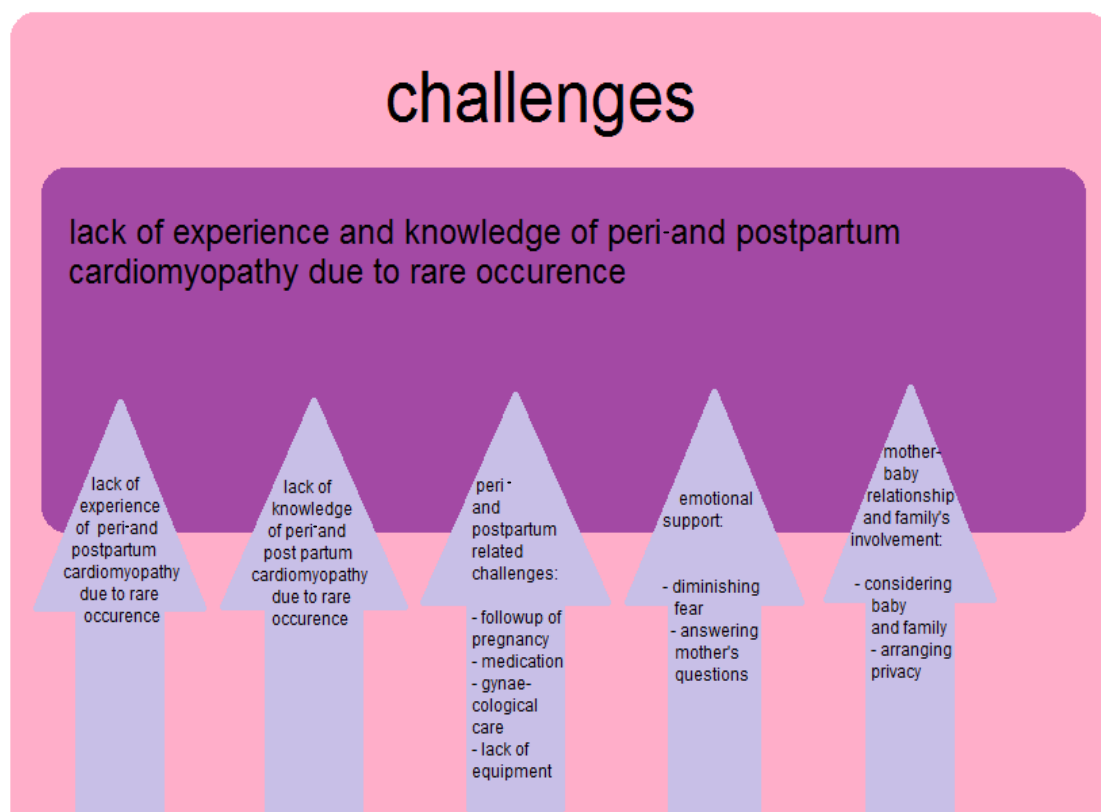 challenges
lack of experience and knowledge of peri-and postpartum
cardiomyopathy due to rare occurence
lack of
experience
of peri-and
postpartum
cardiomyopathy
due to rare
occurence
lack of
knowledge
of peri-and
post partum
cardiomyopathy
due to rare
occurence
peri-
and
postpartum
related
challenges:
- followup of
pregnancy
- medication
- gynae-
cological
care
- lack of
equipment
emotional
support:
- diminishing
fear
- answering
mother's
questions
mother-
baby
relationship
and family's
involvement:
- considering
baby
and family
- arranging
privacy